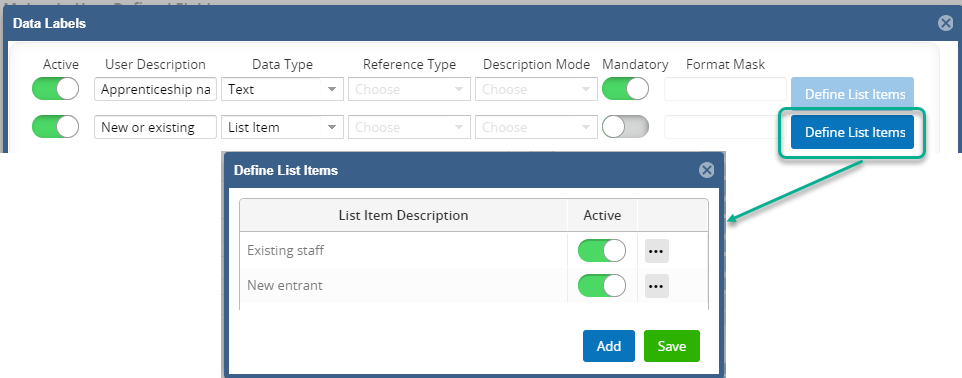 Data Labels
Active User Description Data Type Reference Type Description Mode Mandatory Format Mask
Apprenticeship na Text Choose Choose Define List Items
New or existing List Item Choose Choose Define List Items
Define List Items
List Item Description Active
Existing staff
New entrant
Add Save